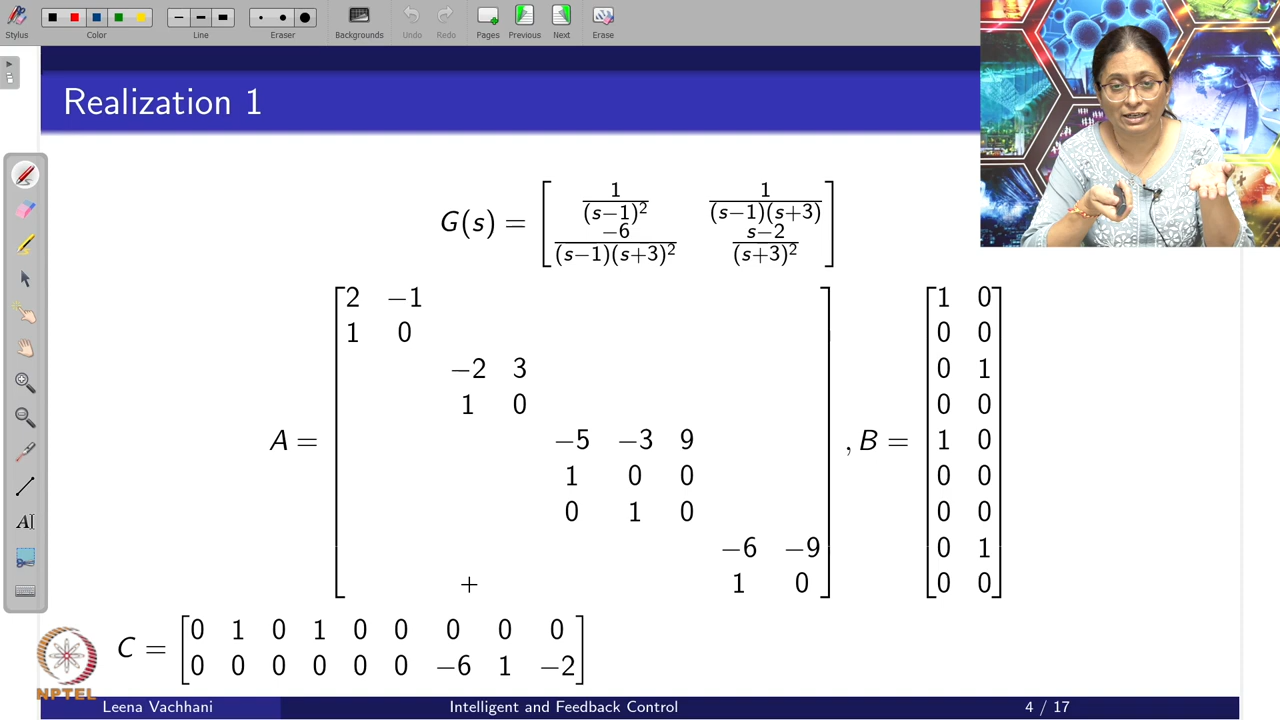 Stylus Color Line Eraser Backgrounds Undo Redo Pages Previous Next Erase
Realization 1
G(s) = [ 1/(s−1)² 1/(s−1)(s+3)
−6/(s−1)(s+3)² s−2/(s+3)² ]
A = [ 2 −1
1 0
−2 3
1 0
−5 −3 9
1 0 0
0 1 0
−6 −9
1 0 ]
, B = [ 1 0
0 0
0 1
0 0
1 0
0 0
0 0
0 1
0 0 ]
+
C = [ 0 1 0 1 0 0 0 0 0
0 0 0 0 0 0 −6 1 −2 ]
NPTEL
Leena Vachhani Intelligent and Feedback Control 4 / 17